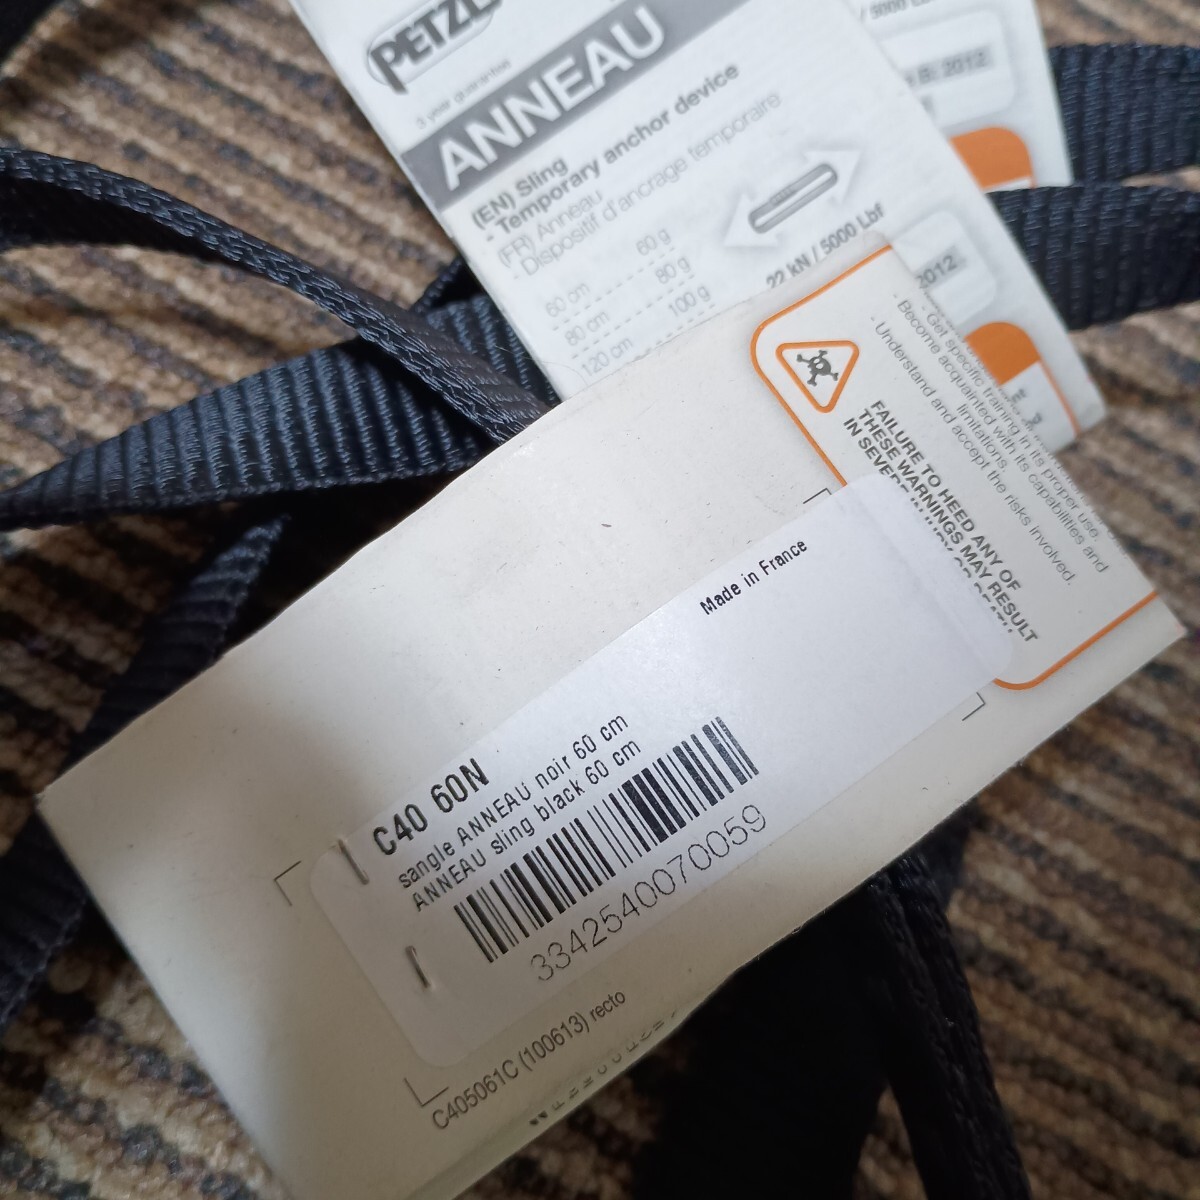 PETZL
3 year guarantee
ANNEAU
(EN) Sling
- Temporary anchor device
(FR) Anneau
- Dispositif d'ancrage temporaire
60 cm 60 g
80 cm 80 g
120 cm 100 g
22 kN / 5000 Lbf
B: 2012
2012
- Get specific training in its proper use.
- Become acquainted with its capabilities and
limitations.
- Understand and accept the risks involved.
FAILURE TO HEED ANY OF
THESE WARNINGS MAY RESULT
IN SEVERE INJURY OR DEATH
Made in France
C40 60N
sangle ANNEAU noir 60 cm
ANNEAU sling black 60 cm
3342540070059
C405061C (100613) recto